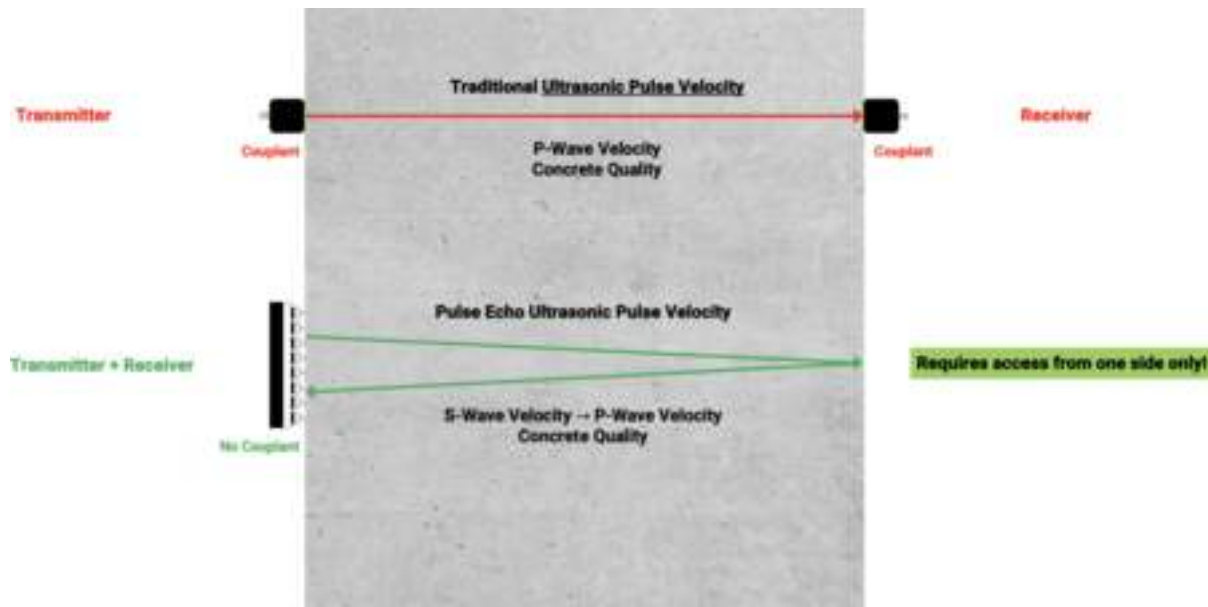 Traditional Ultrasonic Pulse Velocity
Transmitter
Receiver
Couplant
Couplant
P-Wave Velocity
Concrete Quality
Pulse Echo Ultrasonic Pulse Velocity
Transmitter + Receiver
Requires access from one side only!
S-Wave Velocity → P-Wave Velocity
Concrete Quality
No Couplant